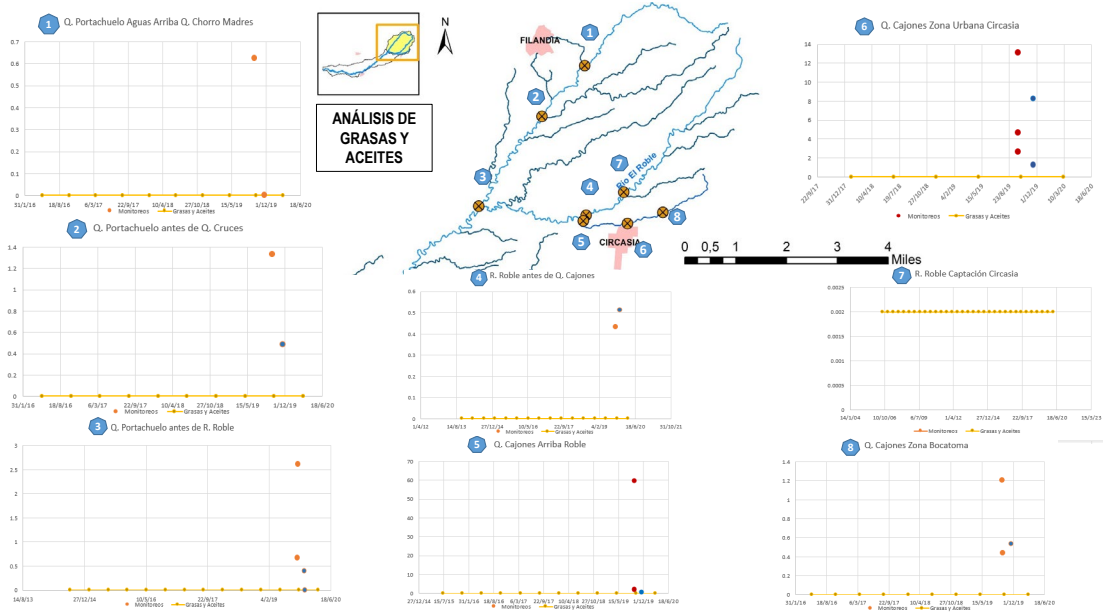 1 Q. Portachuelo Aguas Arriba Q. Chorro Madres
0.7
0.6
0.5
0.4
0.3
0.2
0.1
0
31/1/16 18/8/16 6/3/17 22/9/17 10/4/18 27/10/18 15/5/19 1/12/19 18/6/20
Monitoreos Grasas y Aceites
ANÁLISIS DE
GRASAS Y
ACEITES
N
FILANDIA
1
2
3
4
5
6
7
8
Rio El Roble
CIRCASIA
0 0,5 1 2 3 4
Miles
6 Q. Cajones Zona Urbana Circasia
14
12
10
8
6
4
2
0
22/9/17 31/12/17 10/4/18 19/7/18 27/10/18 4/2/19 15/5/19 23/8/19 1/12/19 10/3/20 18/6/20
Monitoreos Grasas y Aceites
2 Q. Portachuelo antes de Q. Cruces
1.4
1.2
1
0.8
0.6
0.4
0.2
0
31/1/16 18/8/16 6/3/17 22/9/17 10/4/18 27/10/18 15/5/19 1/12/19 18/6/20
Monitoreos Grasas y Aceites
4 R. Roble antes de Q. Cajones
0.6
0.5
0.4
0.3
0.2
0.1
0
1/4/12 14/8/13 27/12/14 10/5/16 22/9/17 4/2/19 18/6/20 31/10/21
Monitoreos Grasas y Aceites
7 R. Roble Captación Circasia
0.0025
0.002
0.0015
0.001
0.0005
0
14/1/04 10/10/06 6/7/09 1/4/12 27/12/14 22/9/17 18/6/20 15/3/23
Monitoreos Grasas y Aceites
3 Q. Portachuelo antes de R. Roble
3
2.5
2
1.5
1
0.5
0
14/8/13 27/12/14 10/5/16 22/9/17 4/2/19 18/6/20
Monitoreos Grasas y Aceites
5 Q. Cajones Arriba Roble
70
60
50
40
30
20
10
0
27/12/14 15/7/15 31/1/16 18/8/16 6/3/17 22/9/17 10/4/18 27/10/18 15/5/19 1/12/19 18/6/20
Monitoreos Grasas y Aceites
8 Q. Cajones Zona Bocatoma
1.4
1.2
1
0.8
0.6
0.4
0.2
0
31/1/16 18/8/16 6/3/17 22/9/17 10/4/18 27/10/18 15/5/19 1/12/19 18/6/20
Monitoreos Grasas y Aceites